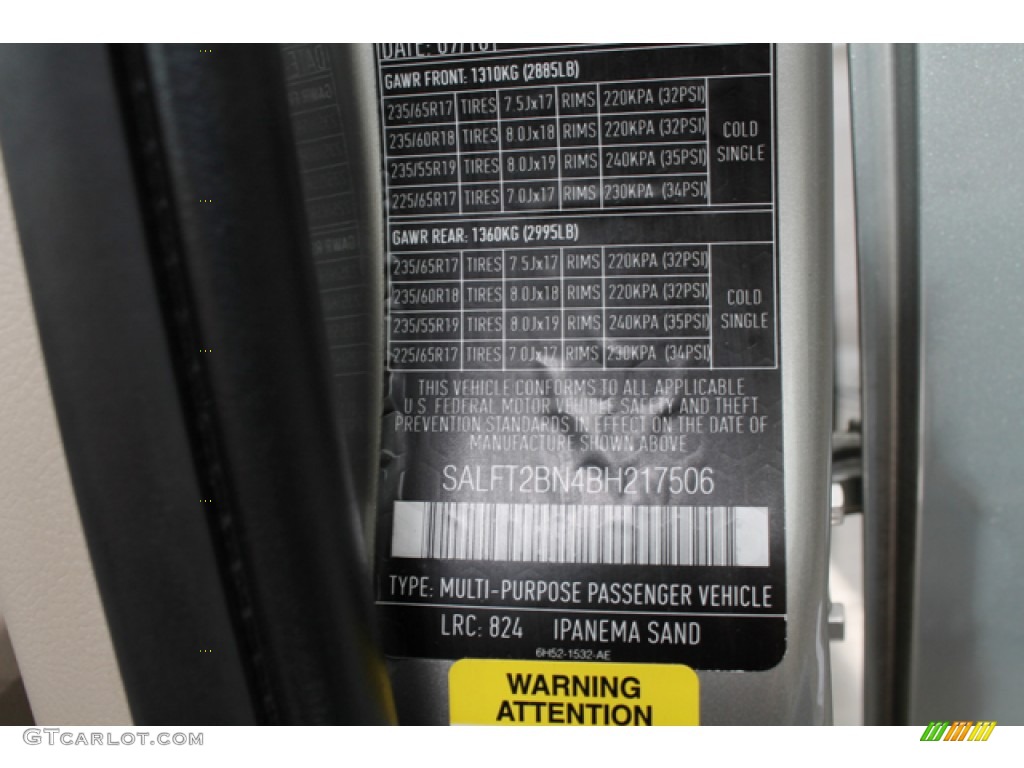 GAWR FRONT: 1310KG (2885LB)
235/65R17 TIRES 7.5Jx17 RIMS 220KPA (32PSI)
235/60R18 TIRES 8.0Jx18 RIMS 220KPA (32PSI)
235/55R19 TIRES 8.0Jx19 RIMS 240KPA (35PSI)
225/65R17 TIRES 7.0Jx17 RIMS 230KPA (34PSI)
COLD
SINGLE
GAWR REAR: 1360KG (2995LB)
235/65R17 TIRES 7.5Jx17 RIMS 220KPA (32PSI)
235/60R18 TIRES 8.0Jx18 RIMS 220KPA (32PSI)
235/55R19 TIRES 8.0Jx19 RIMS 240KPA (35PSI)
225/65R17 TIRES 7.0Jx17 RIMS 230KPA (34PSI)
COLD
SINGLE
THIS VEHICLE CONFORMS TO ALL APPLICABLE
U.S. FEDERAL MOTOR VEHICLE SAFETY AND THEFT
PREVENTION STANDARDS IN EFFECT ON THE DATE OF
MANUFACTURE SHOWN ABOVE
SALFT2BN4BH217506
TYPE: MULTI-PURPOSE PASSENGER VEHICLE
LRC: 824 IPANEMA SAND
6H52-1532-AE
WARNING
ATTENTION
GTCARLOT.COM